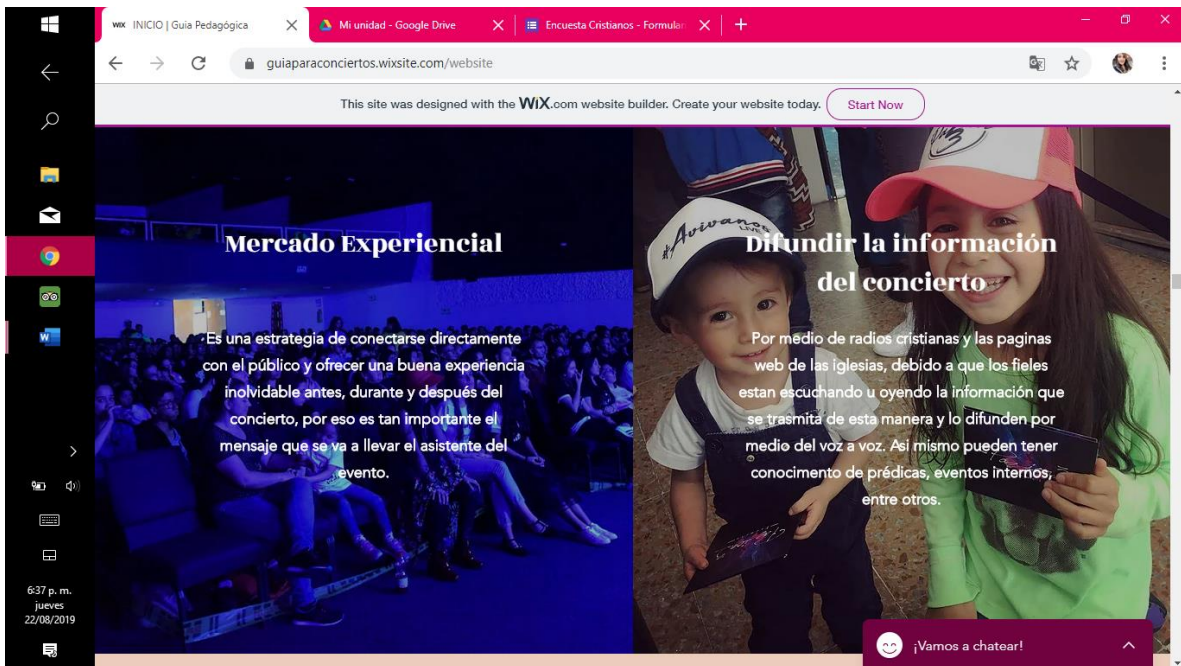 WiX INICIO | Guia Pedagógica
Mi unidad - Google Drive
Encuesta Cristianos - Formular
guiaparaconciertos.wixsite.com/website
This site was designed with the WiX.com website builder. Create your website today. Start Now
Mercado Experiencial
Es una estrategia de conectarse directamente
con el público y ofrecer una buena experiencia
inolvidable antes, durante y después del
concierto, por eso es tan importante el
mensaje que se va a llevar el asistente del
evento.
#Avivanos
LIVE
Difundir la información
del concierto
Por medio de radios cristianas y las paginas
web de las iglesias, debido a que los fieles
estan escuchando u oyendo la información que
se trasmita de esta manera y lo difunden por
medio del voz a voz. Asi mismo pueden tener
conocimento de prédicas, eventos internos,
entre otros.
6:37 p. m.
jueves
22/08/2019
¡Vamos a chatear!